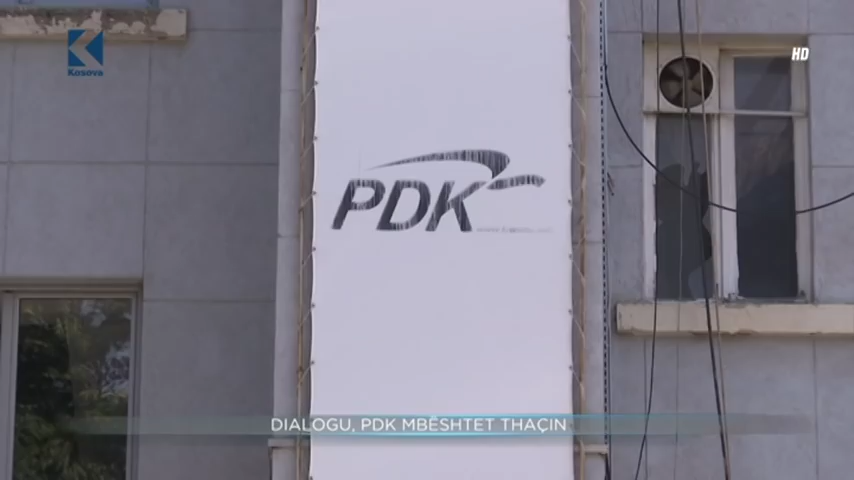 Kosova
HD
PDK
DIALOGU, PDK MBËSHTET THAÇIN